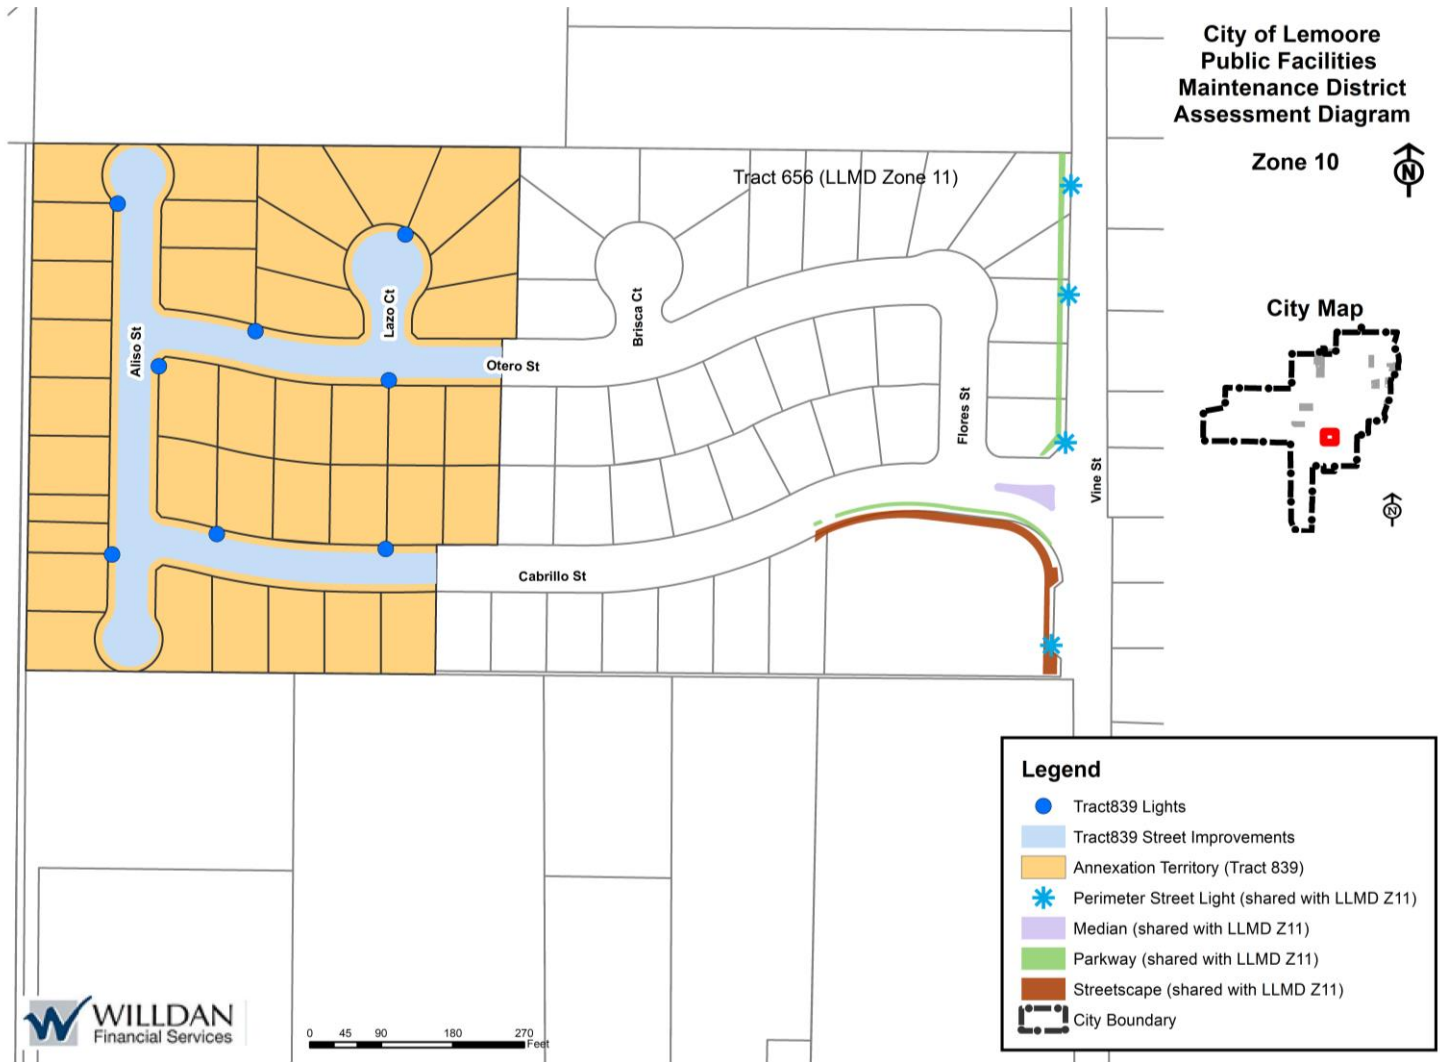 City of Lemoore
Public Facilities
Maintenance District
Assessment Diagram
Zone 10
N
Tract 656 (LLMD Zone 11)
City Map
N
Lazo Ct
Brisca Ct
Aliso St
Otero St
Flores St
Vine St
Cabrillo St
Legend
Tract839 Lights
Tract839 Street Improvements
Annexation Territory (Tract 839)
Perimeter Street Light (shared with LLMD Z11)
Median (shared with LLMD Z11)
Parkway (shared with LLMD Z11)
Streetscape (shared with LLMD Z11)
City Boundary
WILLDAN
Financial Services
0 45 90 180 270
Feet